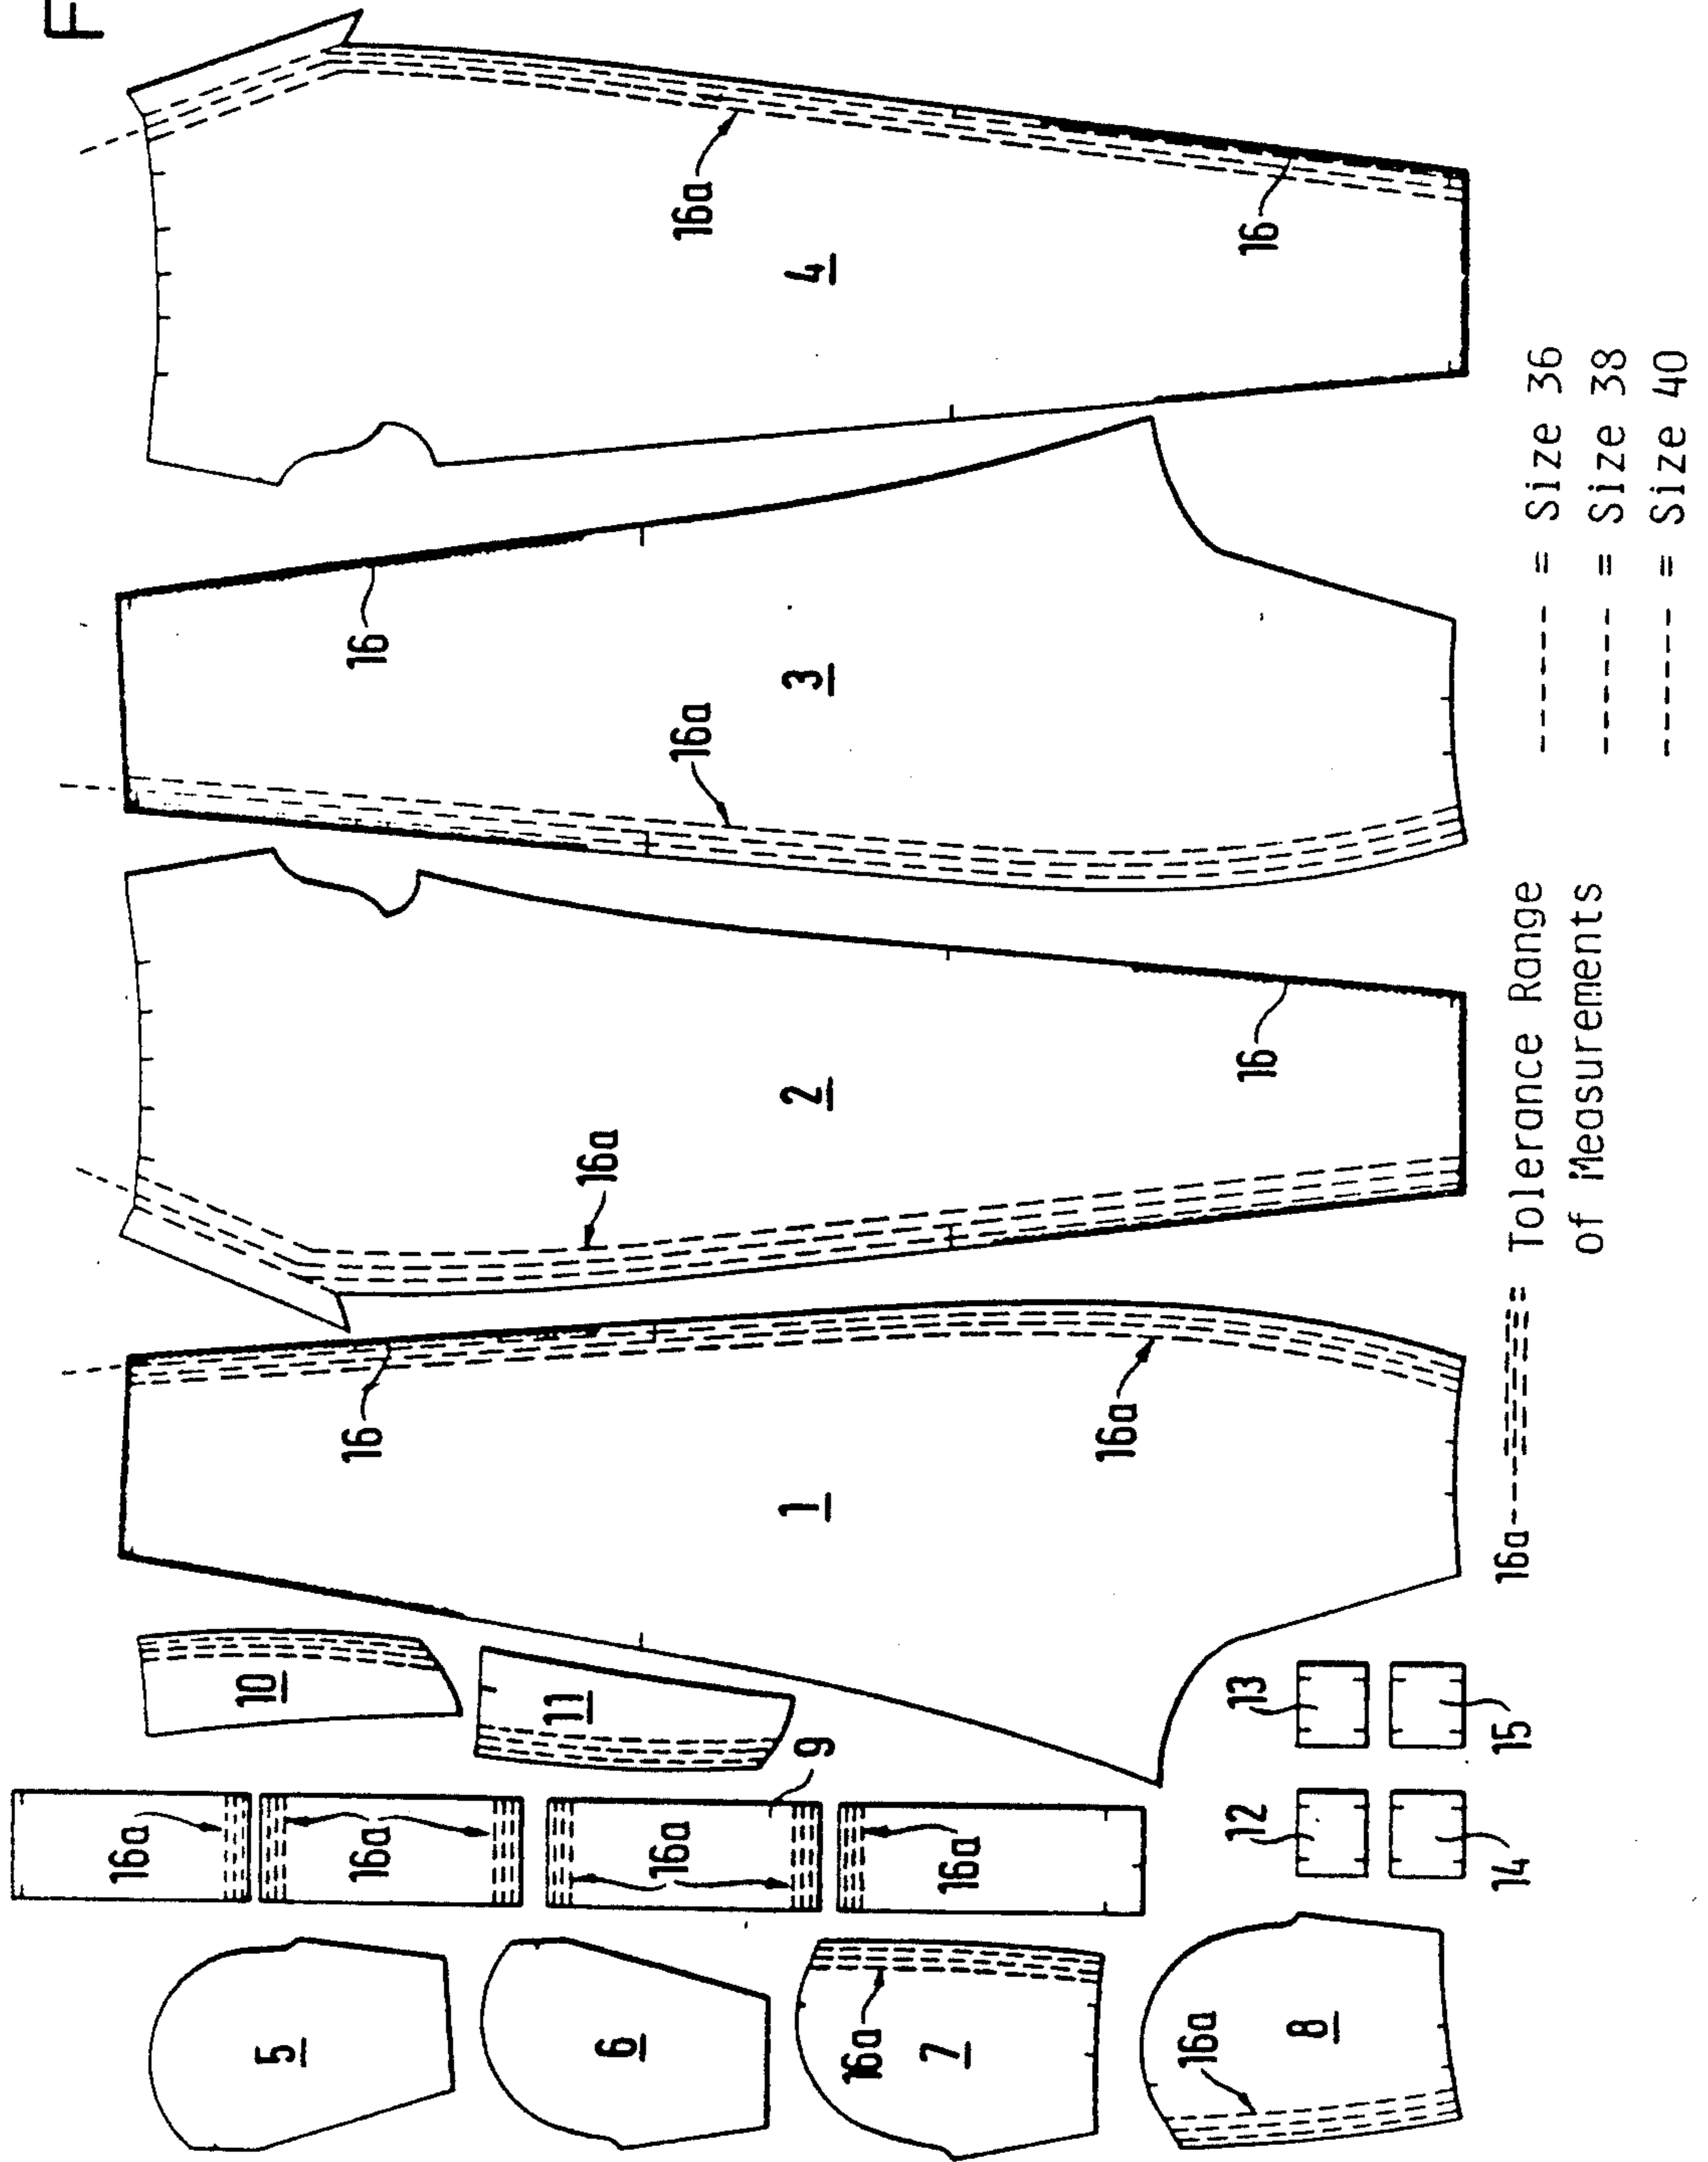 F
16a
16
4
16
3
16a
2
16
16a
16
1
16a
10
11
9
13
15
12
14
16a
16a
16a
16a
5
6
16a
7
16a
8
16a Tolerance Range
of Measurements
= Size 36
= Size 38
= Size 40